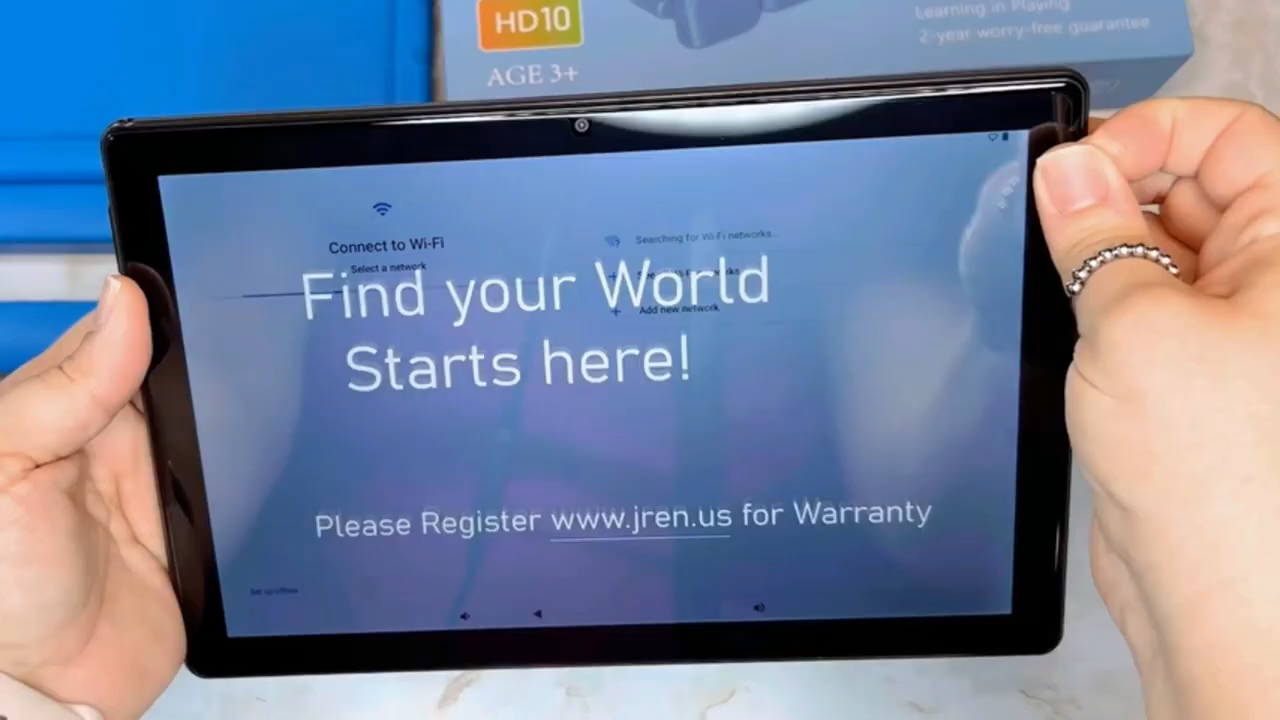 HD10
AGE 3+
Learning in Playing
2-year worry-free guarantee
Connect to Wi-Fi
Select a network
Searching for Wi-Fi networks...
Add new network
Find your World
Starts here!
Please Register www.jren.us for Warranty
Set up offline